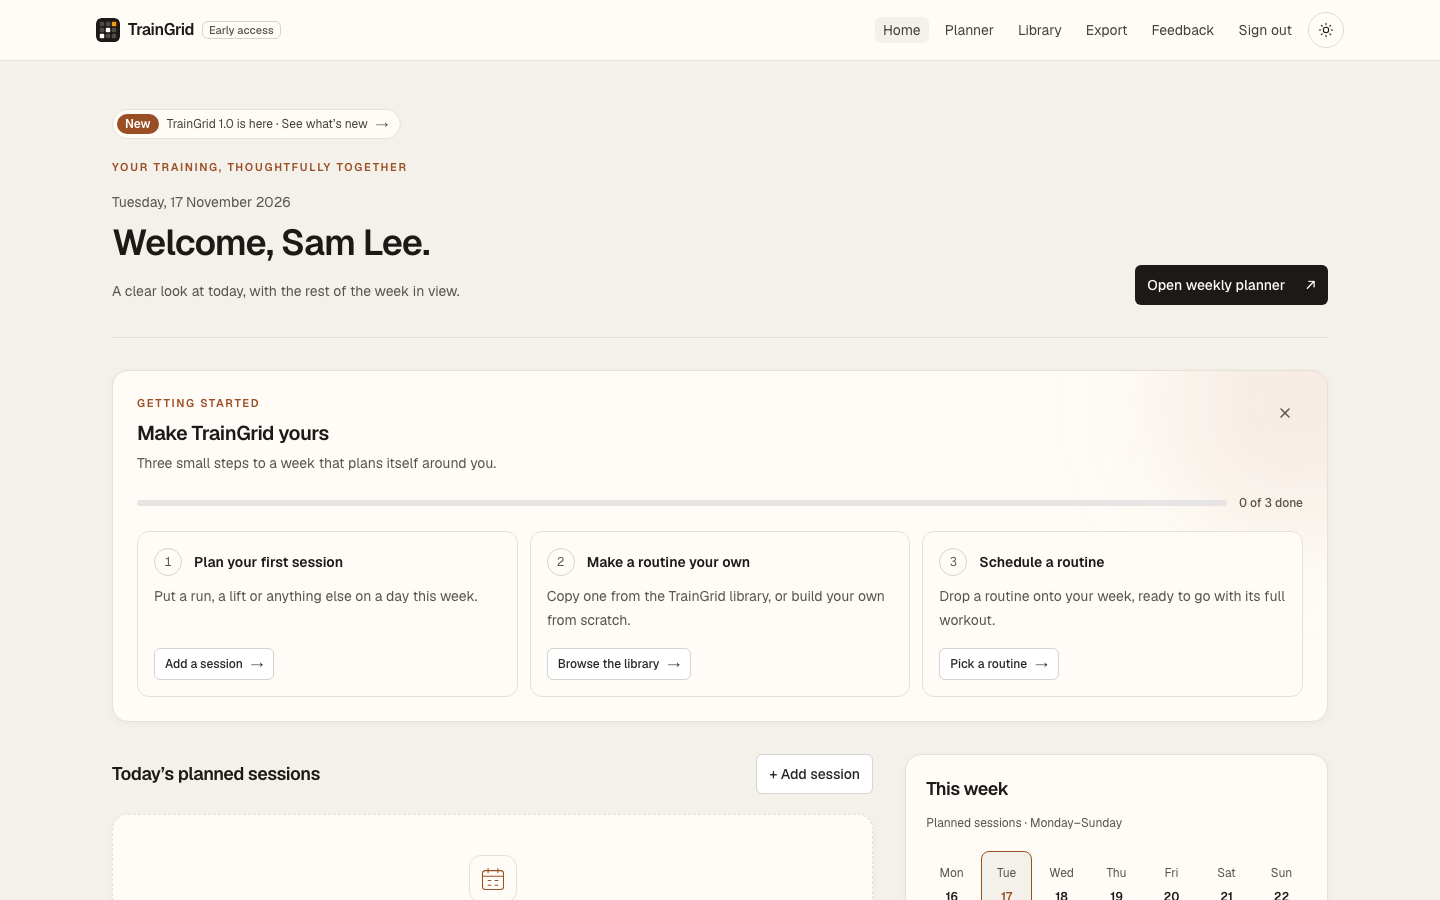 TrainGrid Early access
Home Planner Library Export Feedback Sign out
New TrainGrid 1.0 is here · See what's new →
YOUR TRAINING, THOUGHTFULLY TOGETHER
Tuesday, 17 November 2026
Welcome, Sam Lee.
A clear look at today, with the rest of the week in view.
Open weekly planner ↗
GETTING STARTED
Make TrainGrid yours
Three small steps to a week that plans itself around you.
0 of 3 done
1 Plan your first session
Put a run, a lift or anything else on a day this week.
Add a session →
2 Make a routine your own
Copy one from the TrainGrid library, or build your own
from scratch.
Browse the library →
3 Schedule a routine
Drop a routine onto your week, ready to go with its full
workout.
Pick a routine →
Today's planned sessions
+ Add session
This week
Planned sessions · Monday–Sunday
Mon Tue Wed Thu Fri Sat Sun
16 17 18 19 20 21 22